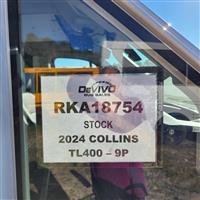 DeVIVO
BUS SALES
RKA18754
STOCK
2024 COLLINS
TL400 – 9P